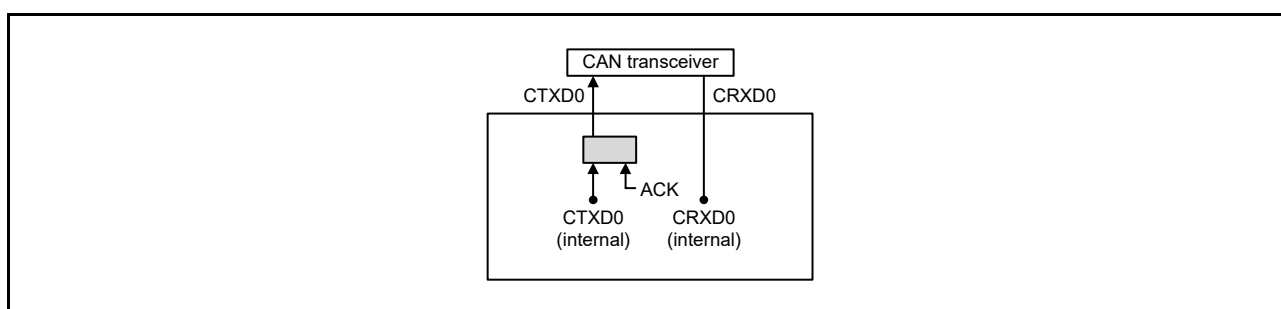 CAN transceiver
CTXD0
CRXD0
ACK
CTXD0
(internal)
CRXD0
(internal)